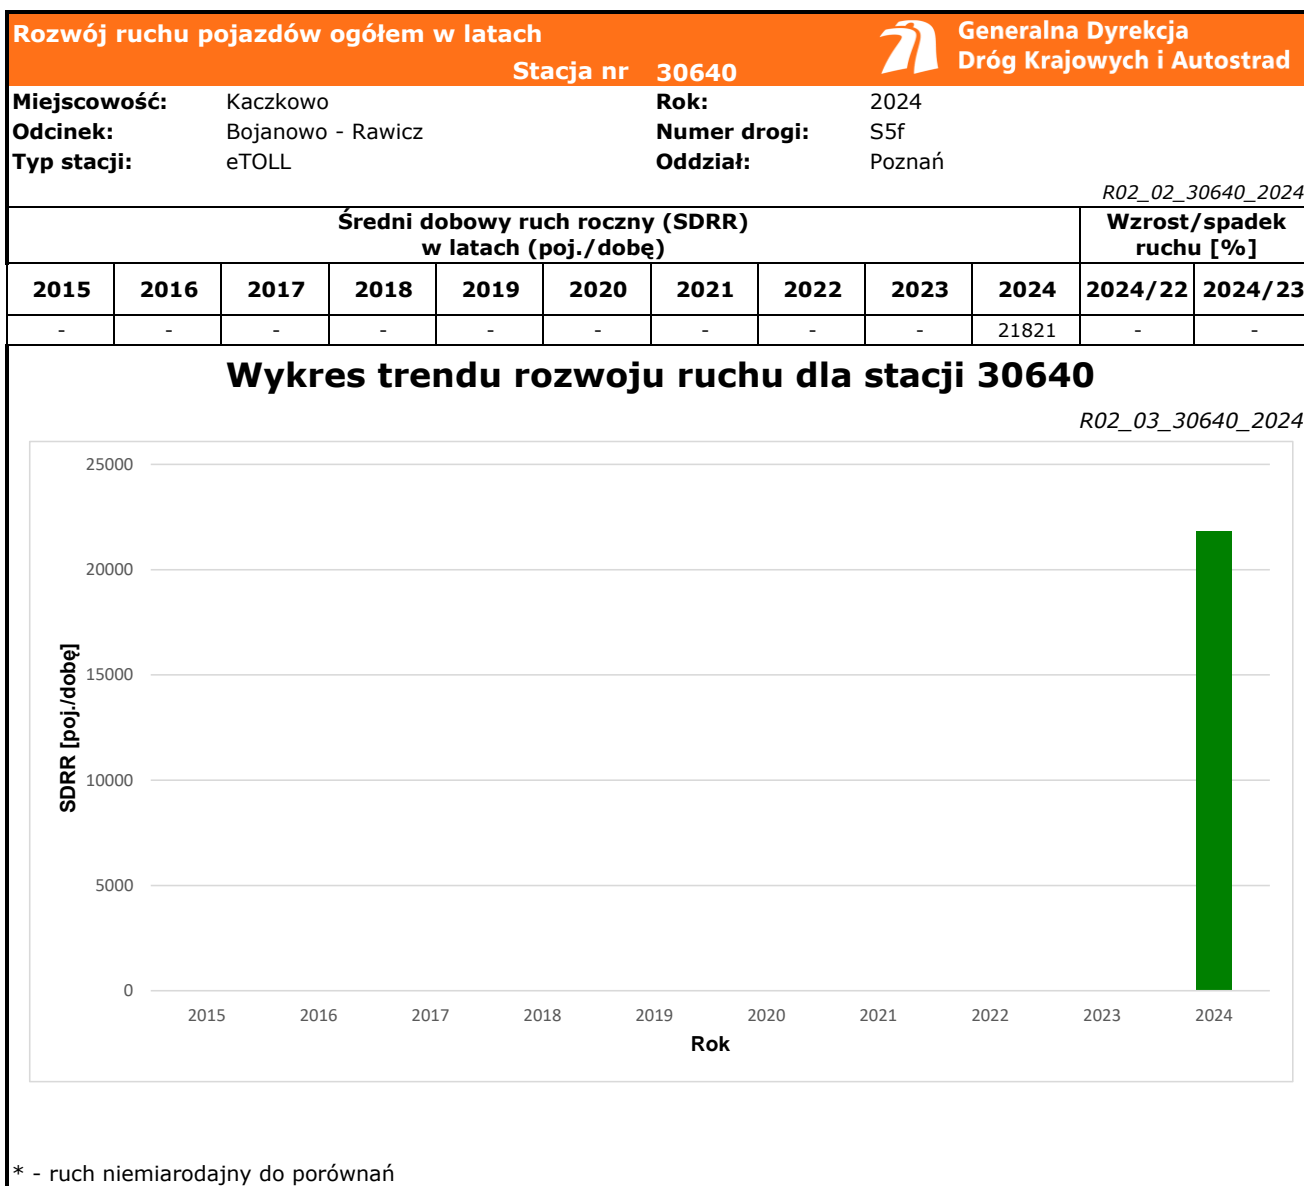 Rozwój ruchu pojazdów ogółem w latach
Stacja nr 30640
Generalna Dyrekcja
Dróg Krajowych i Autostrad
Miejscowość: Kaczkowo Rok: 2024
Odcinek: Bojanowo - Rawicz Numer drogi: S5f
Typ stacji: eTOLL Oddział: Poznań
R02_02_30640_2024
Średni dobowy ruch roczny (SDRR)
w latach (poj./dobę)
Wzrost/spadek
ruchu [%]
2015 2016 2017 2018 2019 2020 2021 2022 2023 2024 2024/22 2024/23
- - - - - - - - - 21821 - -
Wykres trendu rozwoju ruchu dla stacji 30640
R02_03_30640_2024
25000
20000
15000
10000
5000
0
SDRR [poj./dobę]
2015 2016 2017 2018 2019 2020 2021 2022 2023 2024
Rok
* - ruch niemiarodajny do porównań